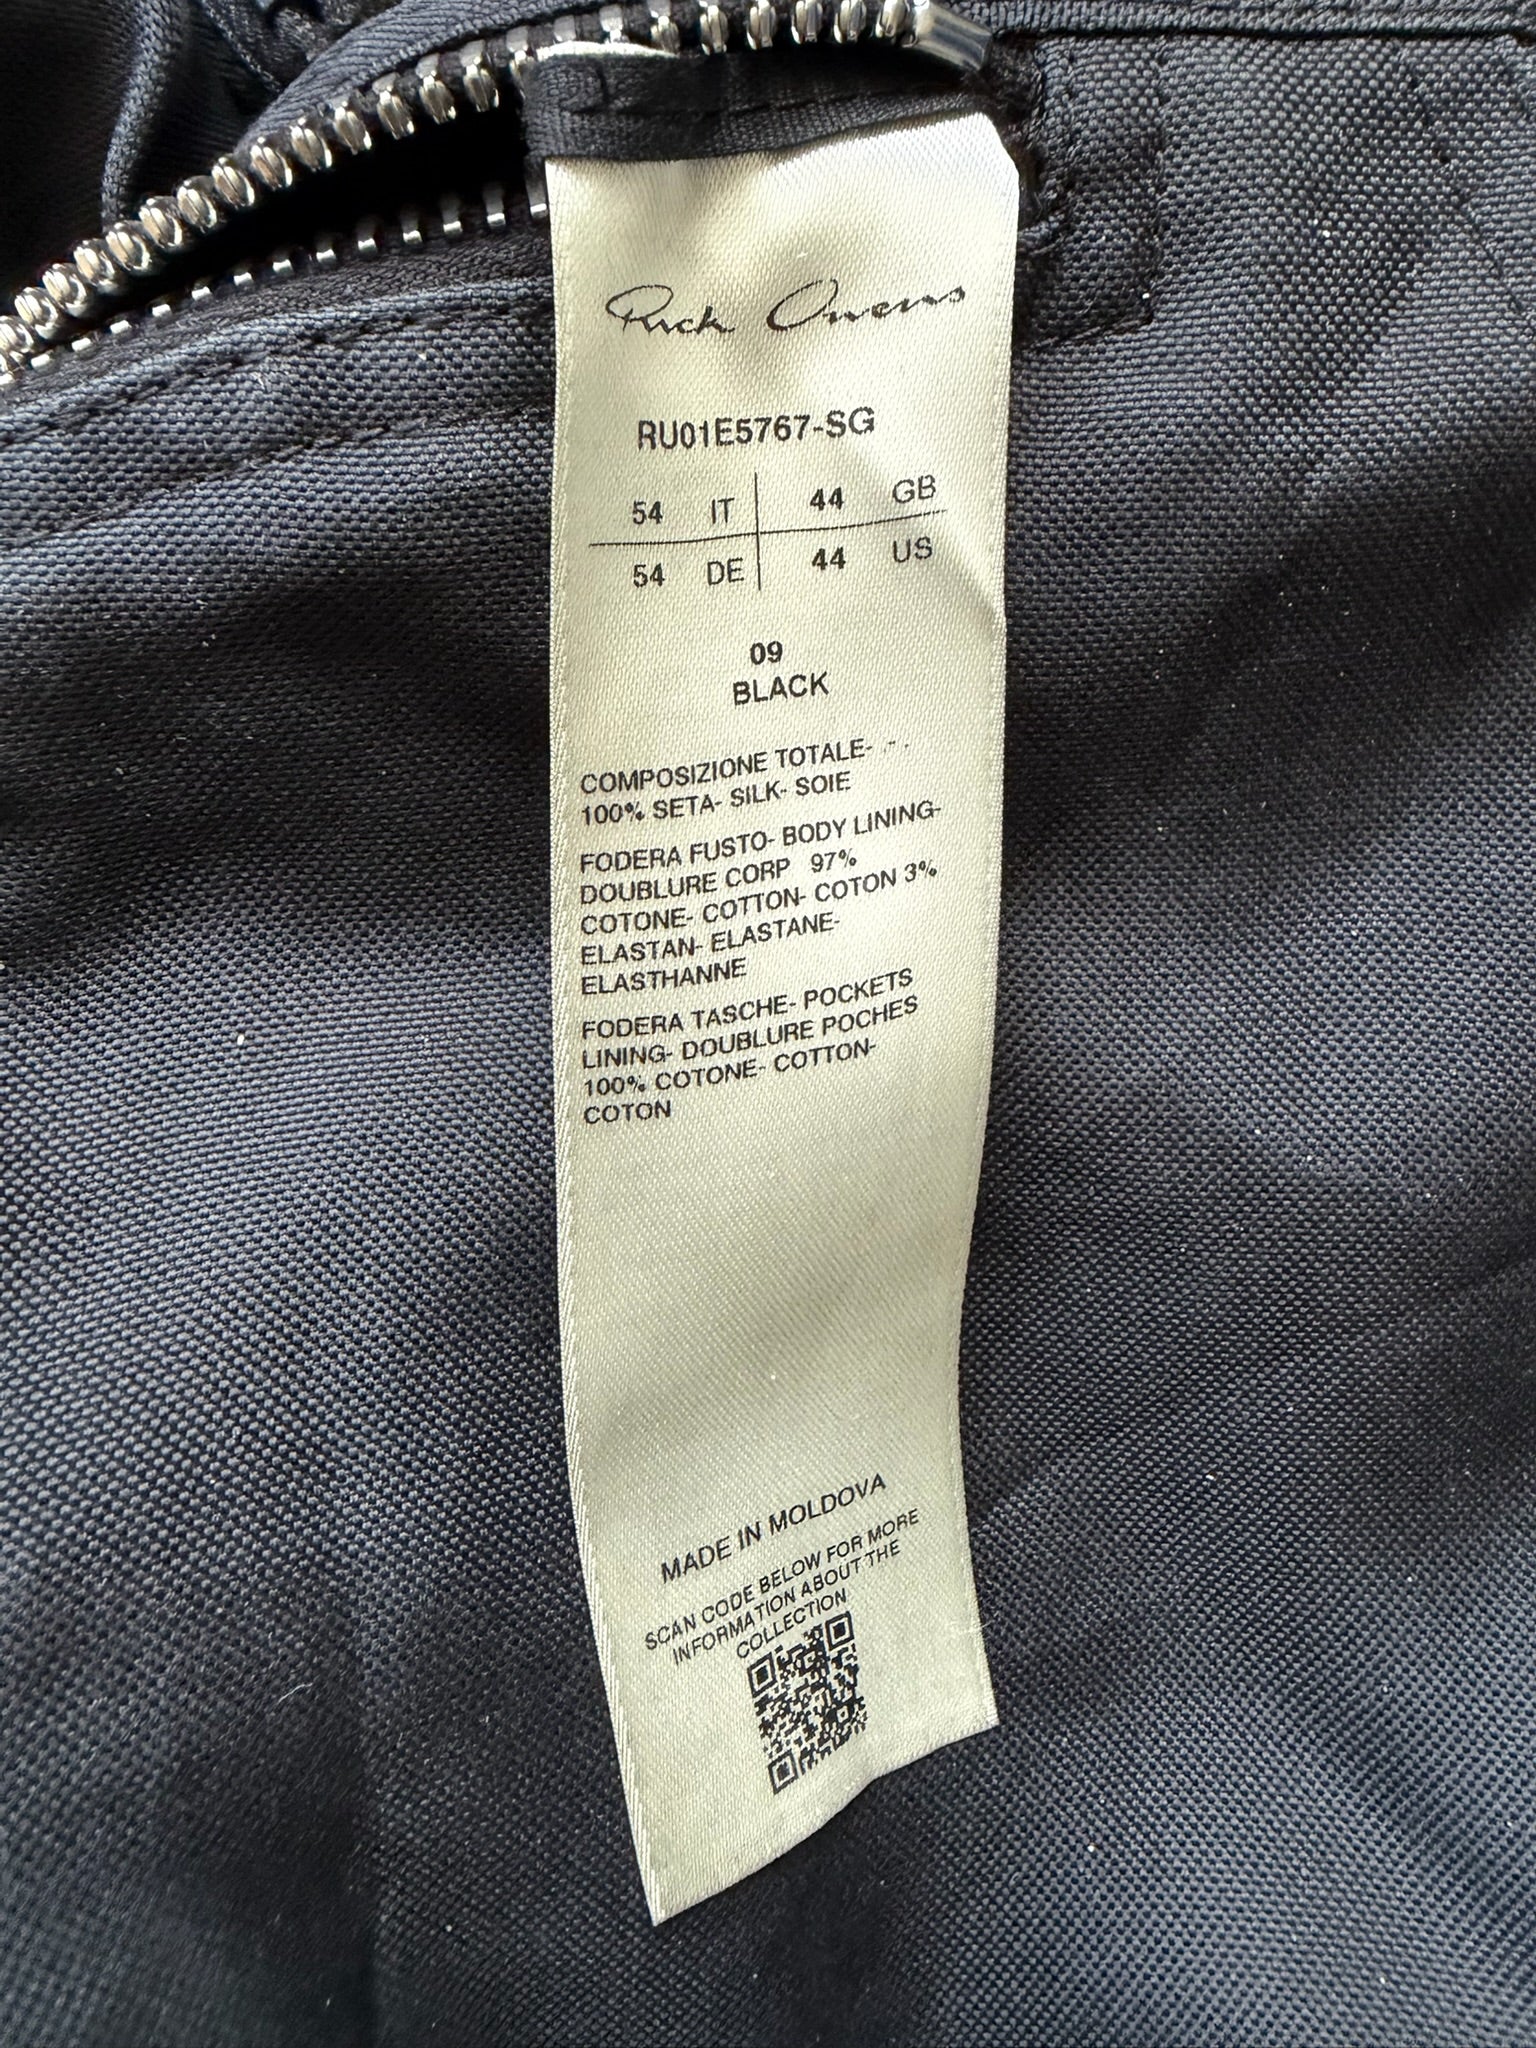 Rick Owens
RU01E5767-SG
54 IT 44 GB
54 DE 44 US
09
BLACK
COMPOSIZIONE TOTALE- - .
100% SETA- SILK- SOIE
FODERA FUSTO- BODY LINING-
DOUBLURE CORP 97%
COTONE- COTTON- COTON 3%
ELASTAN- ELASTANE-
ELASTHANNE
FODERA TASCHE- POCKETS
LINING- DOUBLURE POCHES
100% COTONE- COTTON-
COTON
MADE IN MOLDOVA
SCAN CODE BELOW FOR MORE
INFORMATION ABOUT THE
COLLECTION